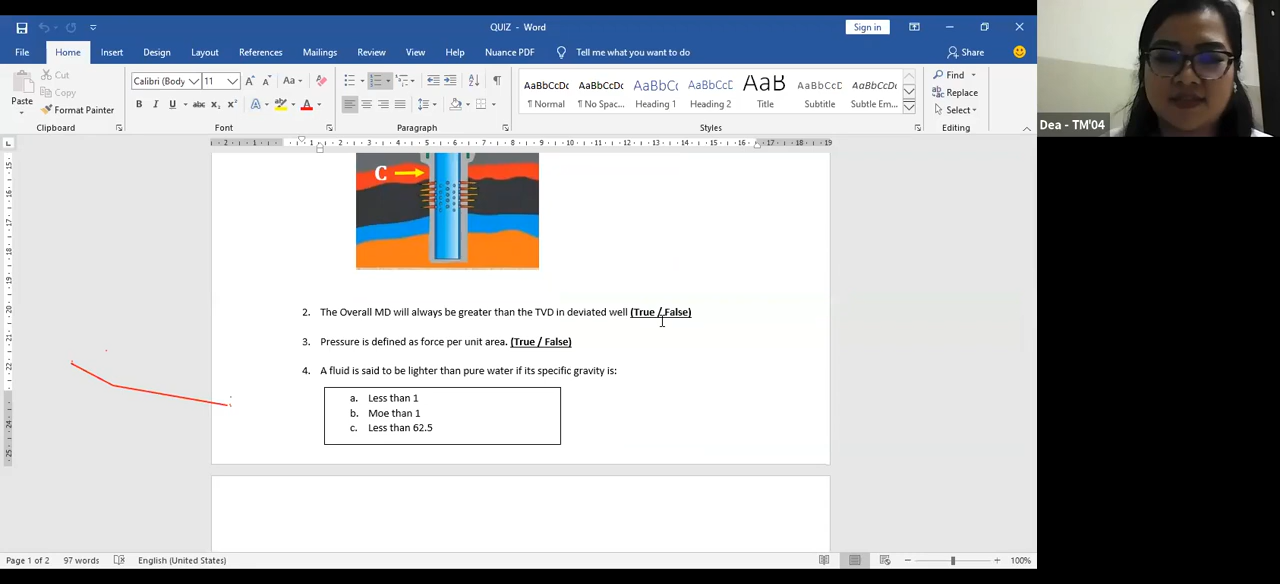 QUIZ - Word
Sign in
File Home Insert Design Layout References Mailings Review View Help Nuance PDF Tell me what you want to do Share
Paste
Cut
Copy
Format Painter
Clipboard
Calibri (Body 11
Font
Paragraph
AaBbCcDc AaBbCcDc AaBbCc AaBbCcD AaB AaBbCcD AaBbCcDc
¶ Normal ¶ No Spac... Heading 1 Heading 2 Title Subtitle Subtle Em...
Styles
Find
Replace
Select
Editing
Dea - TM'04
C
2. The Overall MD will always be greater than the TVD in deviated well (True / False)
3. Pressure is defined as force per unit area. (True / False)
4. A fluid is said to be lighter than pure water if its specific gravity is:
a. Less than 1
b. Moe than 1
c. Less than 62.5
Page 1 of 2 97 words English (United States) 100%